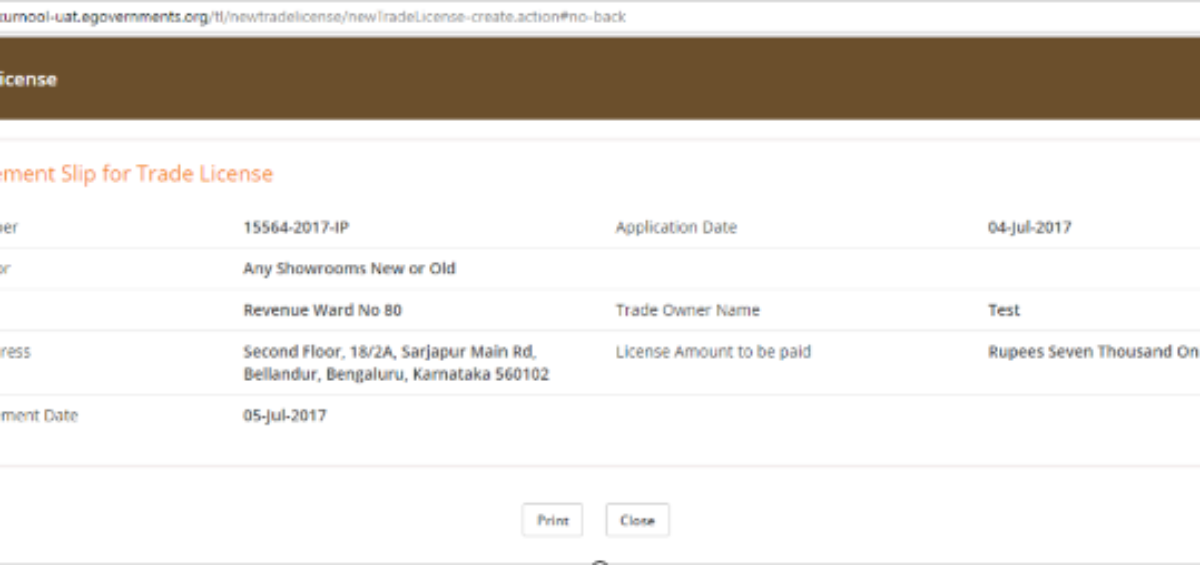 kurnool-uat.egovernments.org/tl/newtradelicense/newTradeLicense-create.action#no-back
icense
ement Slip for Trade License
ber 15564-2017-IP Application Date 04-Jul-2017
or Any Showrooms New or Old
Revenue Ward No 80 Trade Owner Name Test
ress Second Floor, 18/2A, Sarjapur Main Rd, License Amount to be paid Rupees Seven Thousand On
Bellandur, Bengaluru, Karnataka 560102
ment Date 05-Jul-2017
Print Close